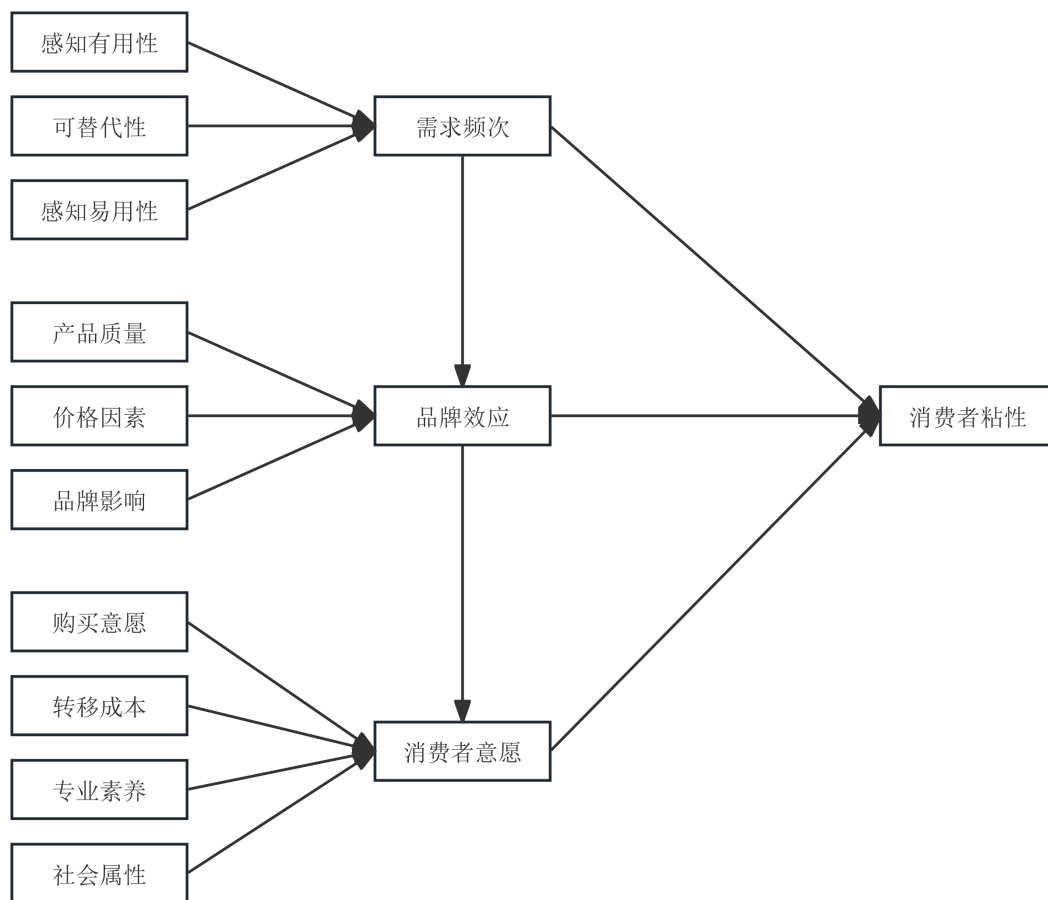 感知有用性
可替代性
感知易用性
需求频次
产品质量
价格因素
品牌影响
品牌效应
消费者粘性
购买意愿
转移成本
专业素养
社会属性
消费者意愿